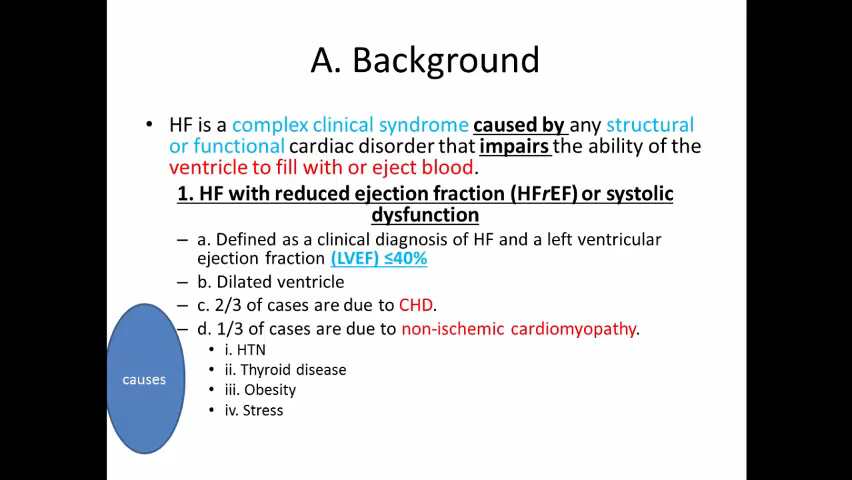 A. Background
• HF is a complex clinical syndrome caused by any structural
or functional cardiac disorder that impairs the ability of the
ventricle to fill with or eject blood.
1. HF with reduced ejection fraction (HFrEF) or systolic
dysfunction
– a. Defined as a clinical diagnosis of HF and a left ventricular
ejection fraction (LVEF) ≤40%
– b. Dilated ventricle
– c. 2/3 of cases are due to CHD.
– d. 1/3 of cases are due to non-ischemic cardiomyopathy.
• i. HTN
• ii. Thyroid disease
• iii. Obesity
• iv. Stress
causes